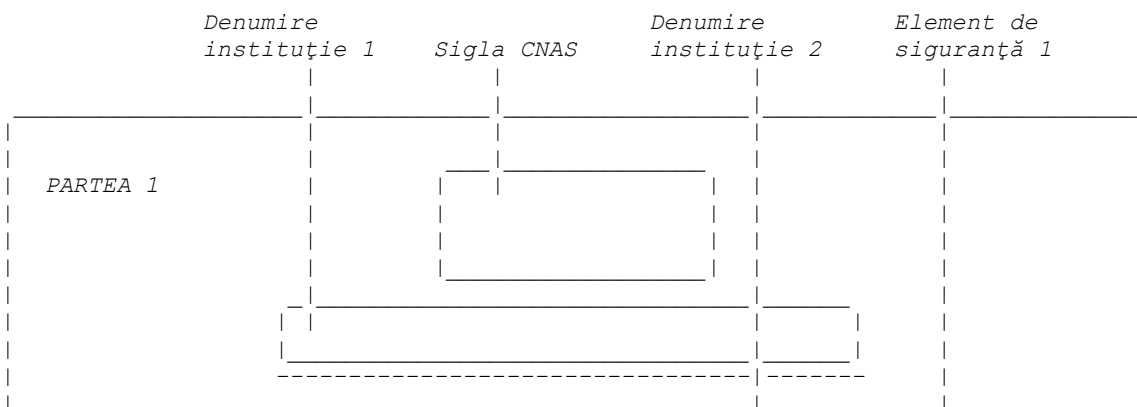 Denumire Denumire Element de
instituţie 1 Sigla CNAS instituţie 2 siguranţă 1
PARTEA 1